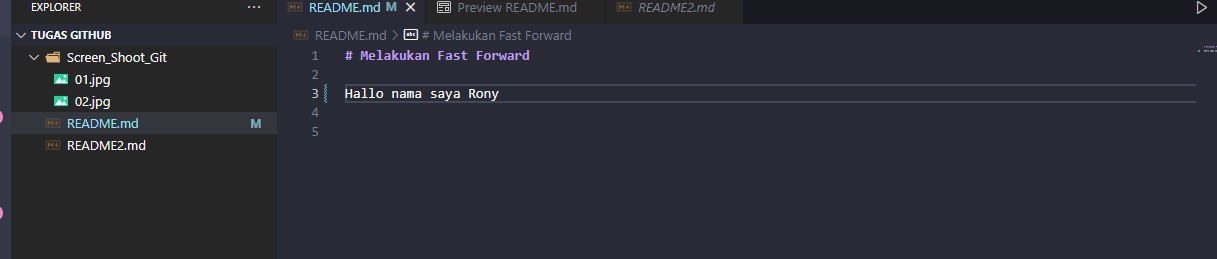 EXPLORER ...
README.md M
Preview README.md
README2.md
TUGAS GITHUB
Screen_Shoot_Git
01.jpg
02.jpg
README.md M
README2.md
README.md > abc # Melakukan Fast Forward
1 # Melakukan Fast Forward
2
3 Hallo nama saya Rony
4
5